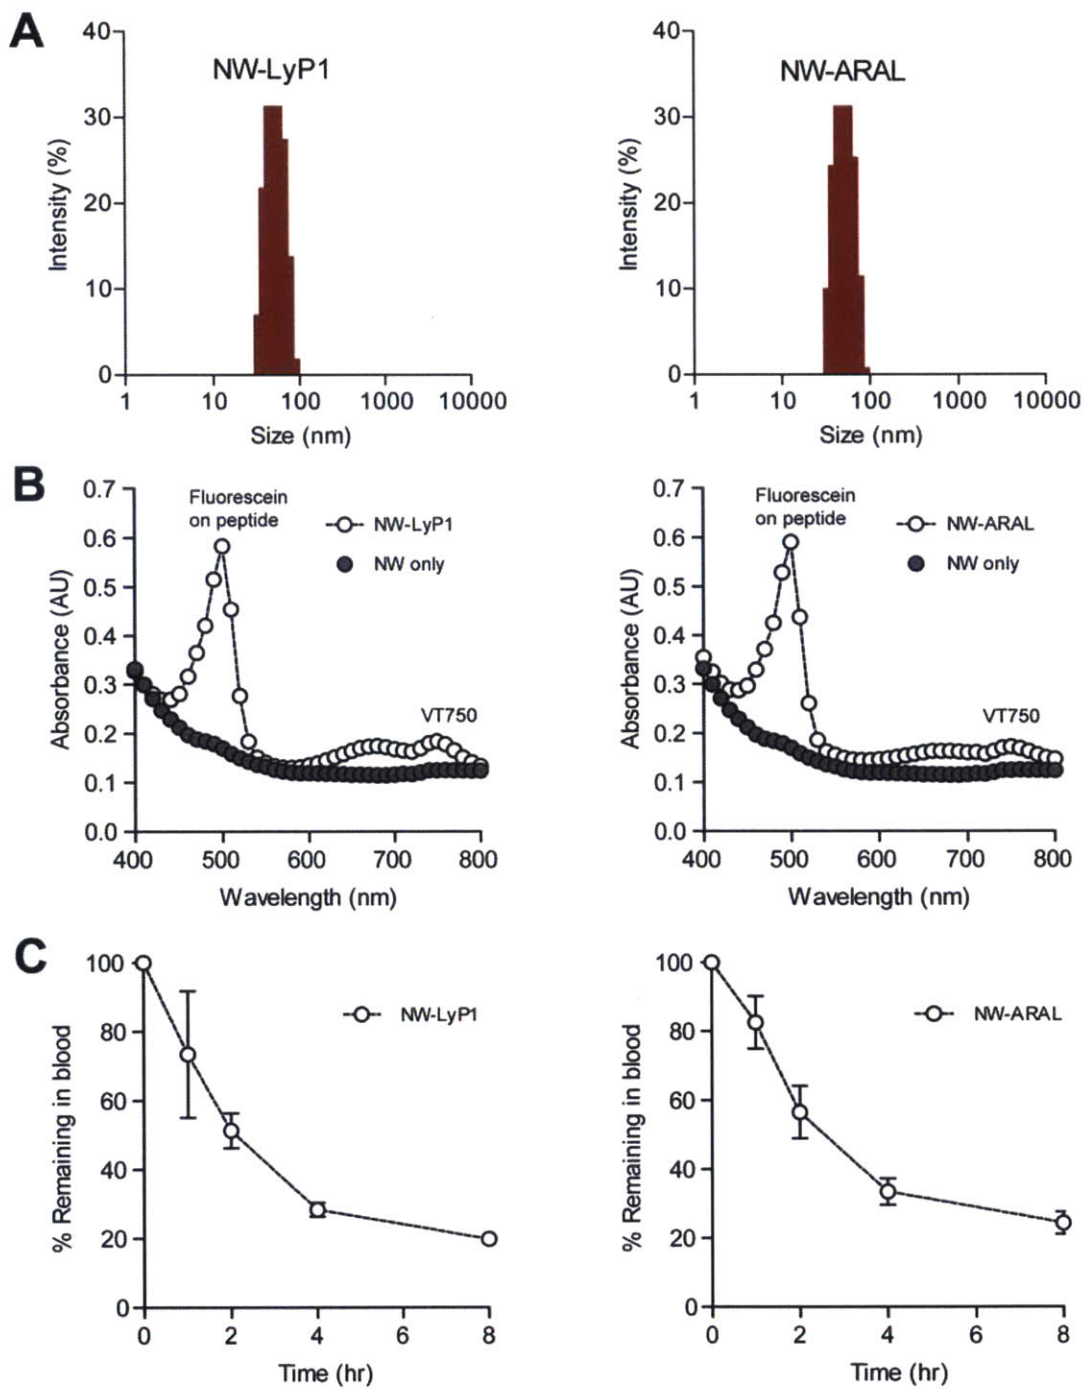 A
40
30
20
10
0
Intensity (%)
NW-LyP1
1 10 100 1000 10000
Size (nm)
40
30
20
10
0
Intensity (%)
NW-ARAL
1 10 100 1000 10000
Size (nm)
B
0.7
0.6
0.5
0.4
0.3
0.2
0.1
0.0
Absorbance (AU)
Fluorescein
on peptide
NW-LyP1
NW only
VT750
400 500 600 700 800
Wavelength (nm)
0.7
0.6
0.5
0.4
0.3
0.2
0.1
0.0
Absorbance (AU)
Fluorescein
on peptide
NW-ARAL
NW only
VT750
400 500 600 700 800
Wavelength (nm)
C
100
80
60
40
20
0
% Remaining in blood
NW-LyP1
0 2 4 6 8
Time (hr)
100
80
60
40
20
0
% Remaining in blood
NW-ARAL
0 2 4 6 8
Time (hr)